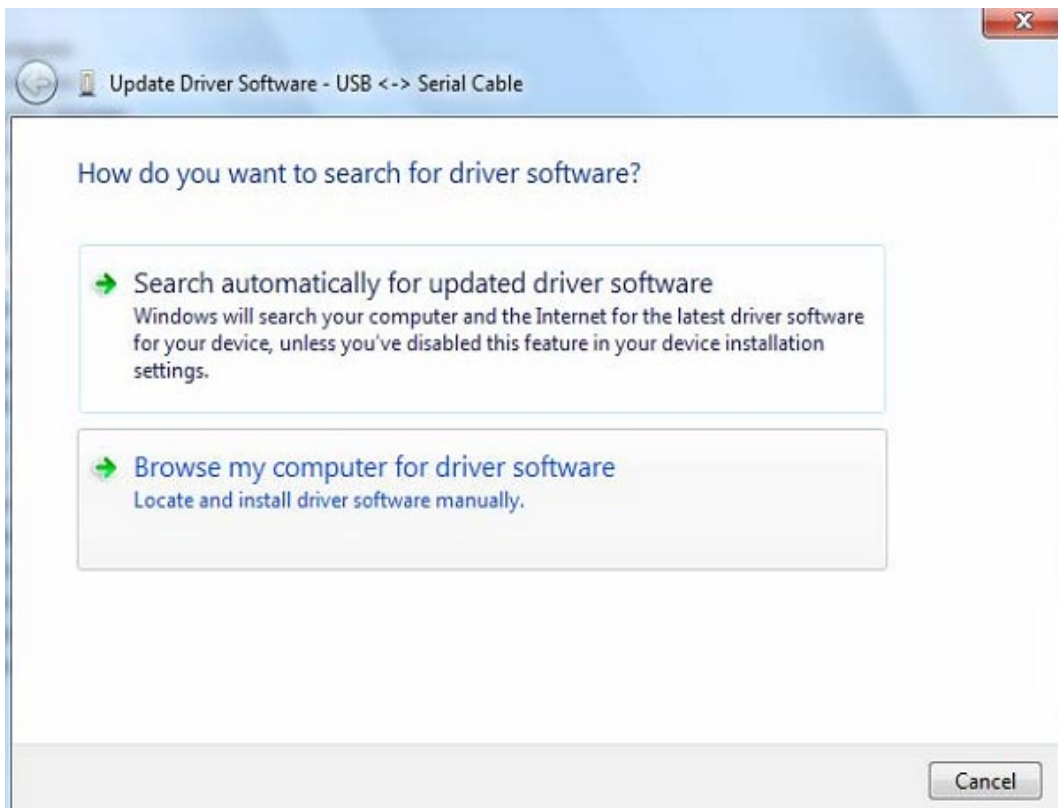 Update Driver Software - USB <-> Serial Cable
How do you want to search for driver software?
Search automatically for updated driver software
Windows will search your computer and the Internet for the latest driver software
for your device, unless you've disabled this feature in your device installation
settings.
Browse my computer for driver software
Locate and install driver software manually.
Cancel